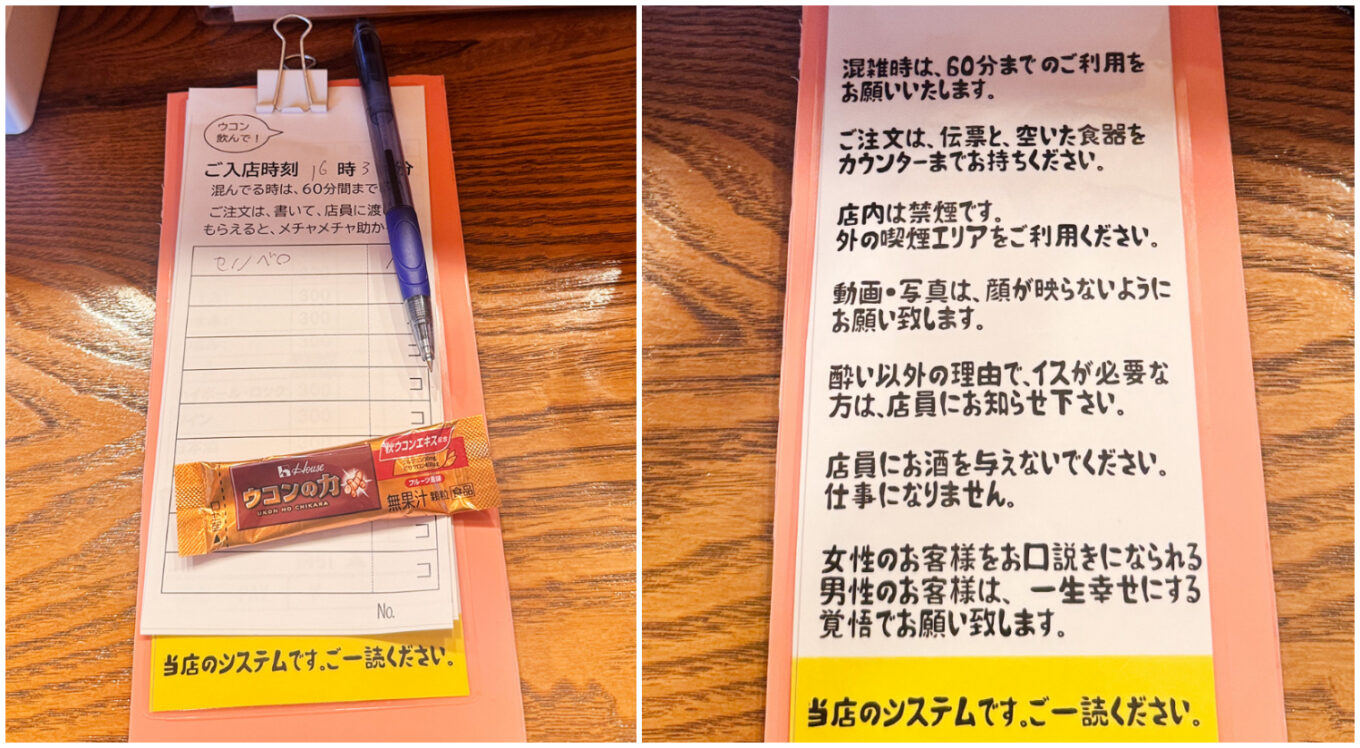 ウコン
飲んで！
ご入店時刻 16時3 分
混んでる時は、60分間まで
ご注文は、書いて、店員に渡
もらえると、メチャメチャ助か
センベロ
300
300
300
300
House
ウコンの力
UKON NO CHIKARA
秋ウコンエキス配合
フルーツ風味
無果汁 顆粒 食品
No.
当店のシステムです。ご一読ください。
混雑時は、60分までのご利用を
お願いいたします。
ご注文は、伝票と、空いた食器を
カウンターまでお持ちください。
店内は禁煙です。
外の喫煙エリアをご利用ください。
動画・写真は、顔が映らないように
お願い致します。
酔い以外の理由で、イスが必要な
方は、店員にお知らせ下さい。
店員にお酒を与えないでください。
仕事になりません。
女性のお客様をお口説きになられる
男性のお客様は、一生幸せにする
覚悟でお願い致します。
当店のシステムです。ご一読ください。